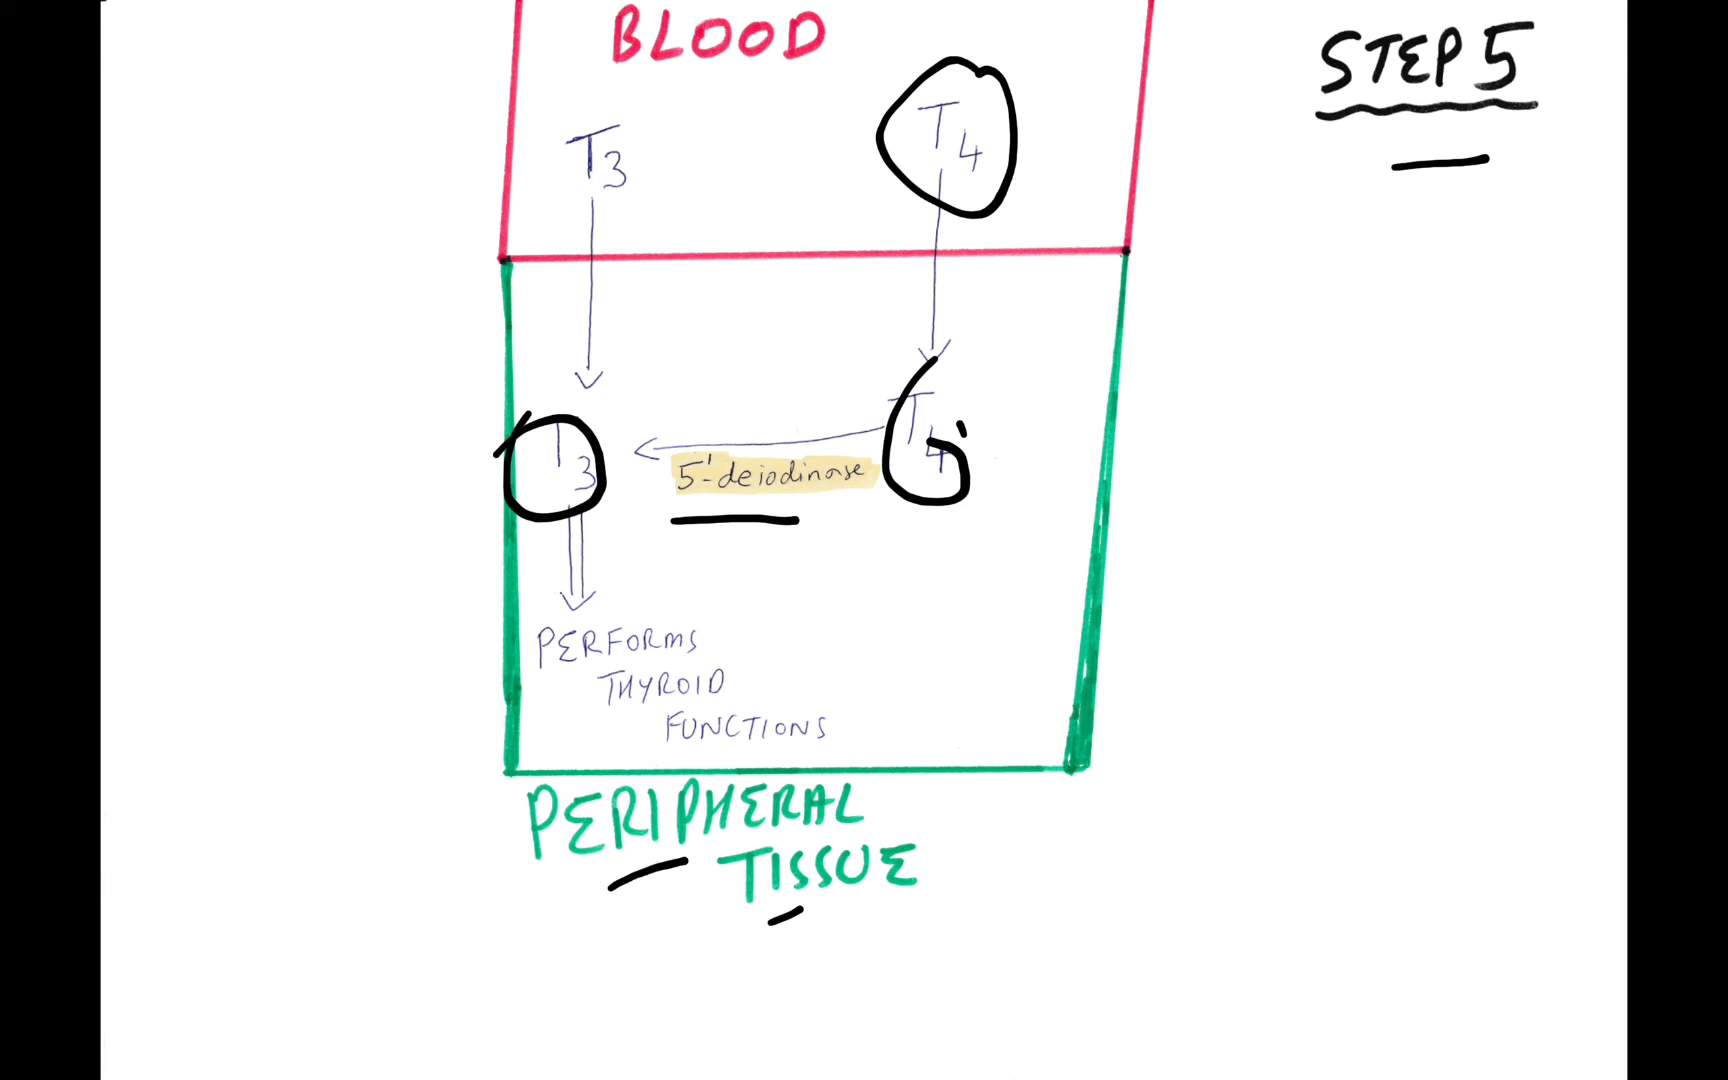 BLOOD
STEP 5
T3
T4
T3
5'-deiodinase
T4
PERFORMS
THYROID
FUNCTIONS
PERIPHERAL
TISSUE